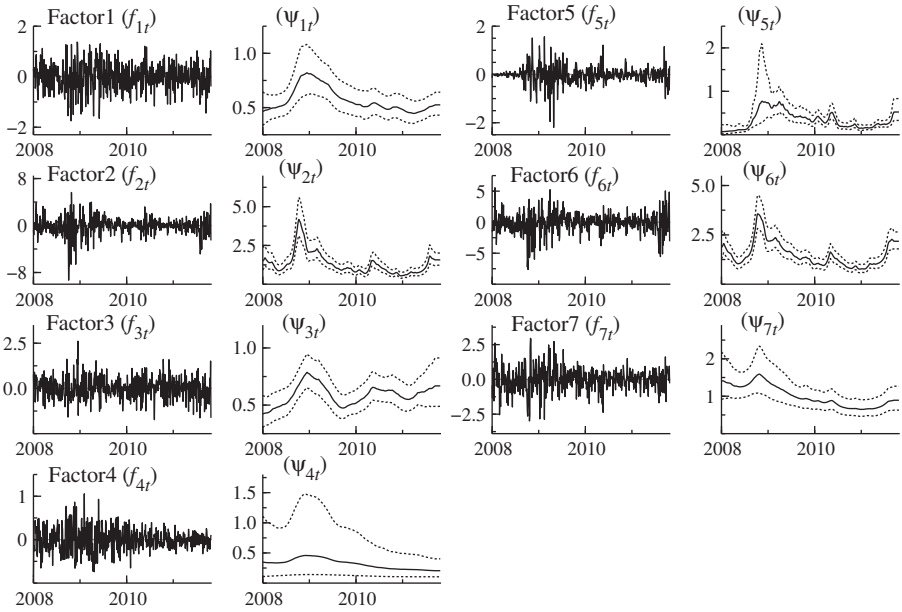 Factor1 (f1t) (ψ1t) Factor5 (f5t) (ψ5t)
2 1.0 2 2
0 0.5 0 1
−2 −2
2008 2010 2008 2010 2008 2010 2008 2010
Factor2 (f2t) (ψ2t) Factor6 (f6t) (ψ6t)
8 5.0 5 5.0
0 2.5 0 2.5
−8 −5
2008 2010 2008 2010 2008 2010 2008 2010
Factor3 (f3t) (ψ3t) Factor7 (f7t) (ψ7t)
2.5 1.0 2.5 2
0.0 0.5 0.0 1
−2.5
2008 2010 2008 2010 2008 2010 2008 2010
Factor4 (f4t) (ψ4t)
1 1.5
0 1.0
0.5
2008 2010 2008 2010